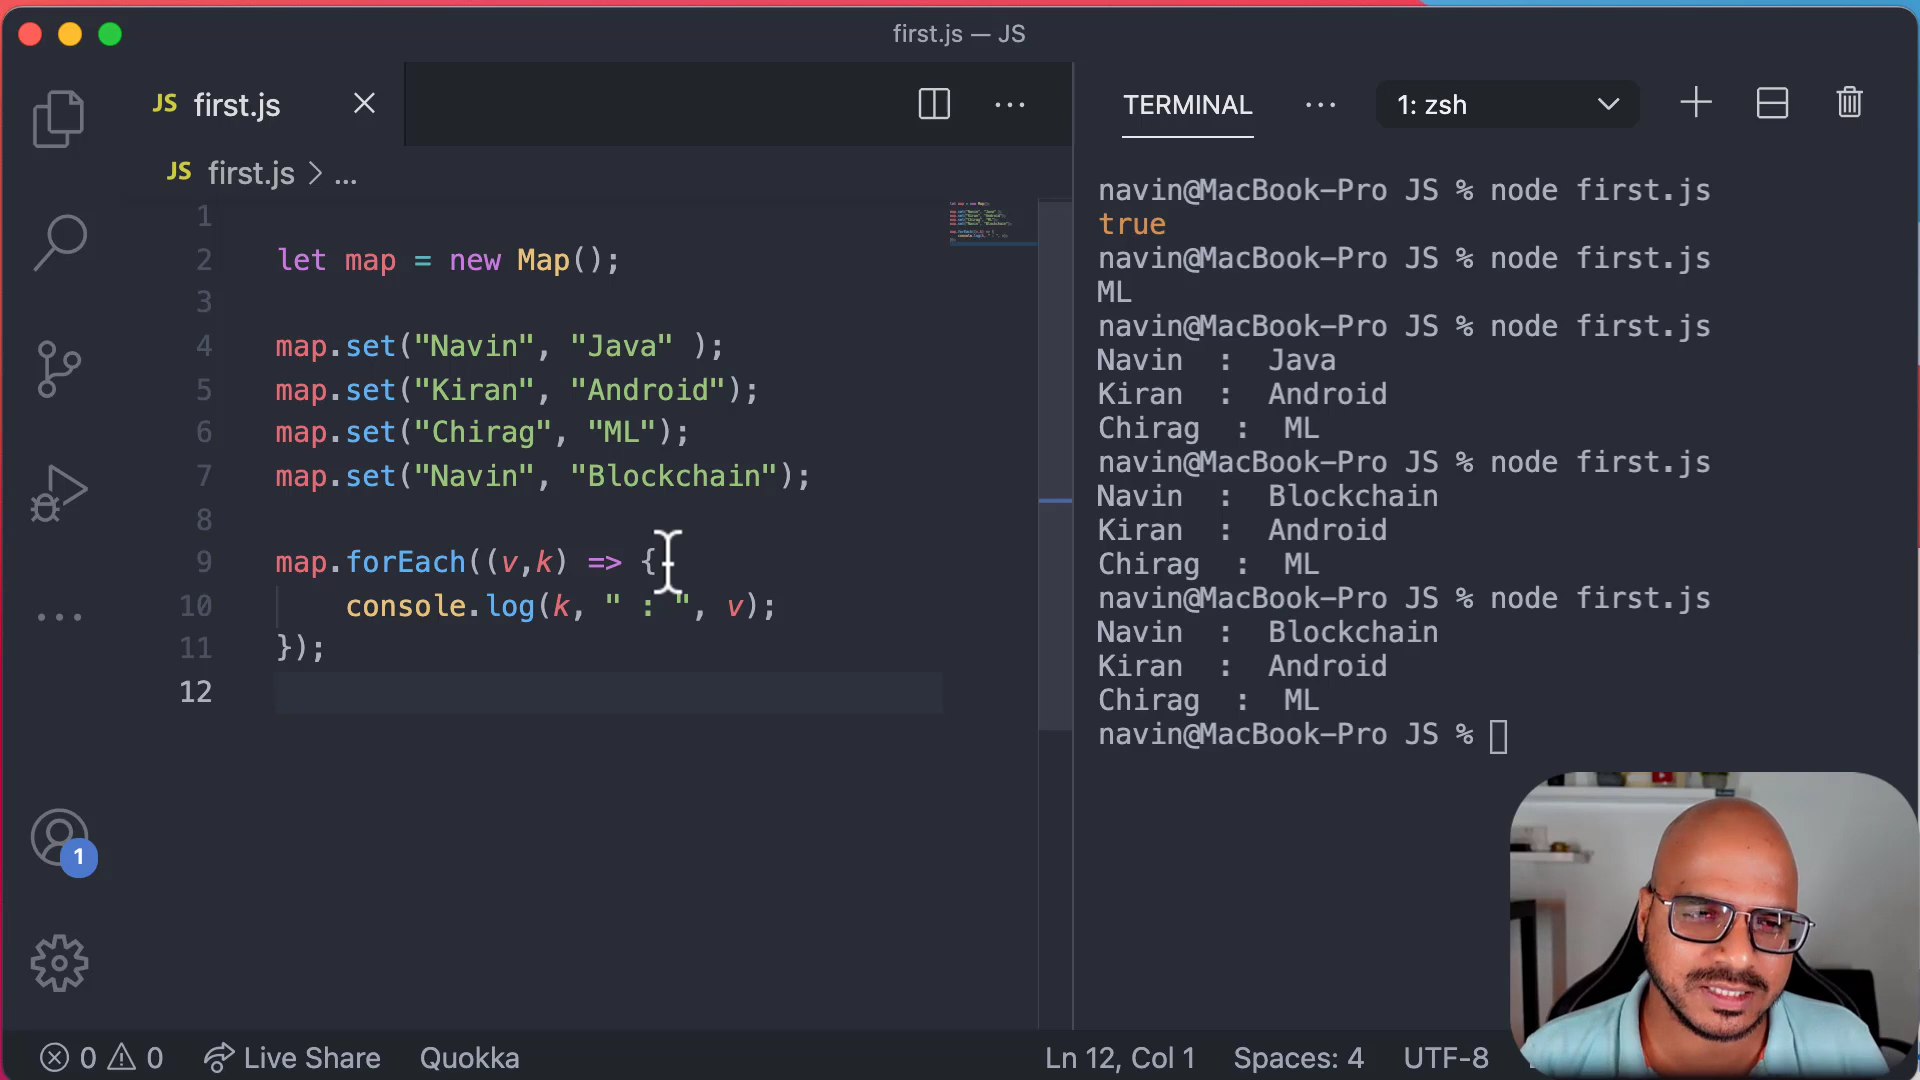 first.js — JS
JS first.js
JS first.js > ...
1
2 let map = new Map();
3
4 map.set("Navin", "Java" );
5 map.set("Kiran", "Android");
6 map.set("Chirag", "ML");
7 map.set("Navin", "Blockchain");
8
9 map.forEach((v,k) => {
10 console.log(k, " : ", v);
11 });
12
TERMINAL
1: zsh
navin@MacBook-Pro JS % node first.js
true
navin@MacBook-Pro JS % node first.js
ML
navin@MacBook-Pro JS % node first.js
Navin  :  Java
Kiran  :  Android
Chirag  :  ML
navin@MacBook-Pro JS % node first.js
Navin  :  Blockchain
Kiran  :  Android
Chirag  :  ML
navin@MacBook-Pro JS % node first.js
Navin  :  Blockchain
Kiran  :  Android
Chirag  :  ML
navin@MacBook-Pro JS %
1
0 0 Live Share Quokka Ln 12, Col 1 Spaces: 4 UTF-8